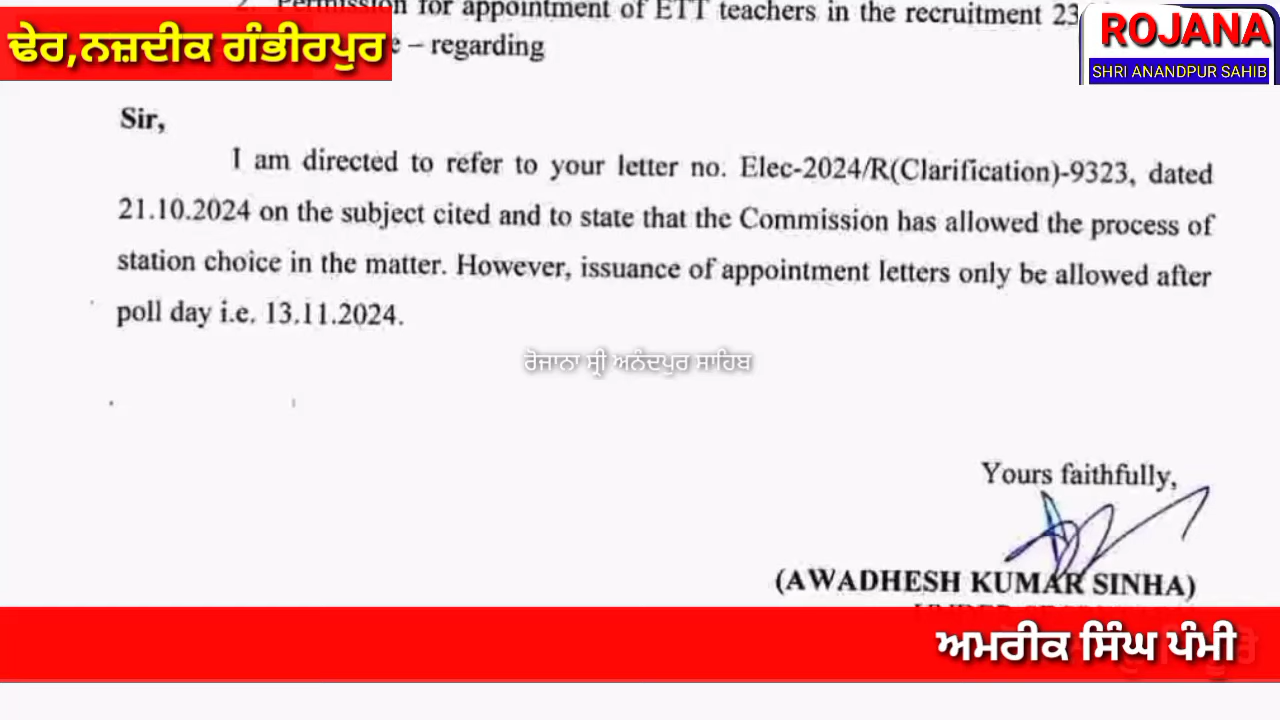 2. Permission for appointment of ETT teachers in the recruitment 23
ਢੇਰ,ਨਜ਼ਦੀਕ ਗੰਭੀਰਪੁਰ
– regarding
ROJANA
SHRI ANANDPUR SAHIB
Sir,
I am directed to refer to your letter no. Elec-2024/R(Clarification)-9323, dated
21.10.2024 on the subject cited and to state that the Commission has allowed the process of
station choice in the matter. However, issuance of appointment letters only be allowed after
poll day i.e. 13.11.2024.
ਰੋਜਾਨਾ ਸ੍ਰੀ ਅਨੰਦਪੁਰ ਸਾਹਿਬ
Yours faithfully,
(AWADHESH KUMAR SINHA)
ਅਮਰੀਕ ਸਿੰਘ ਪੰਮੀ